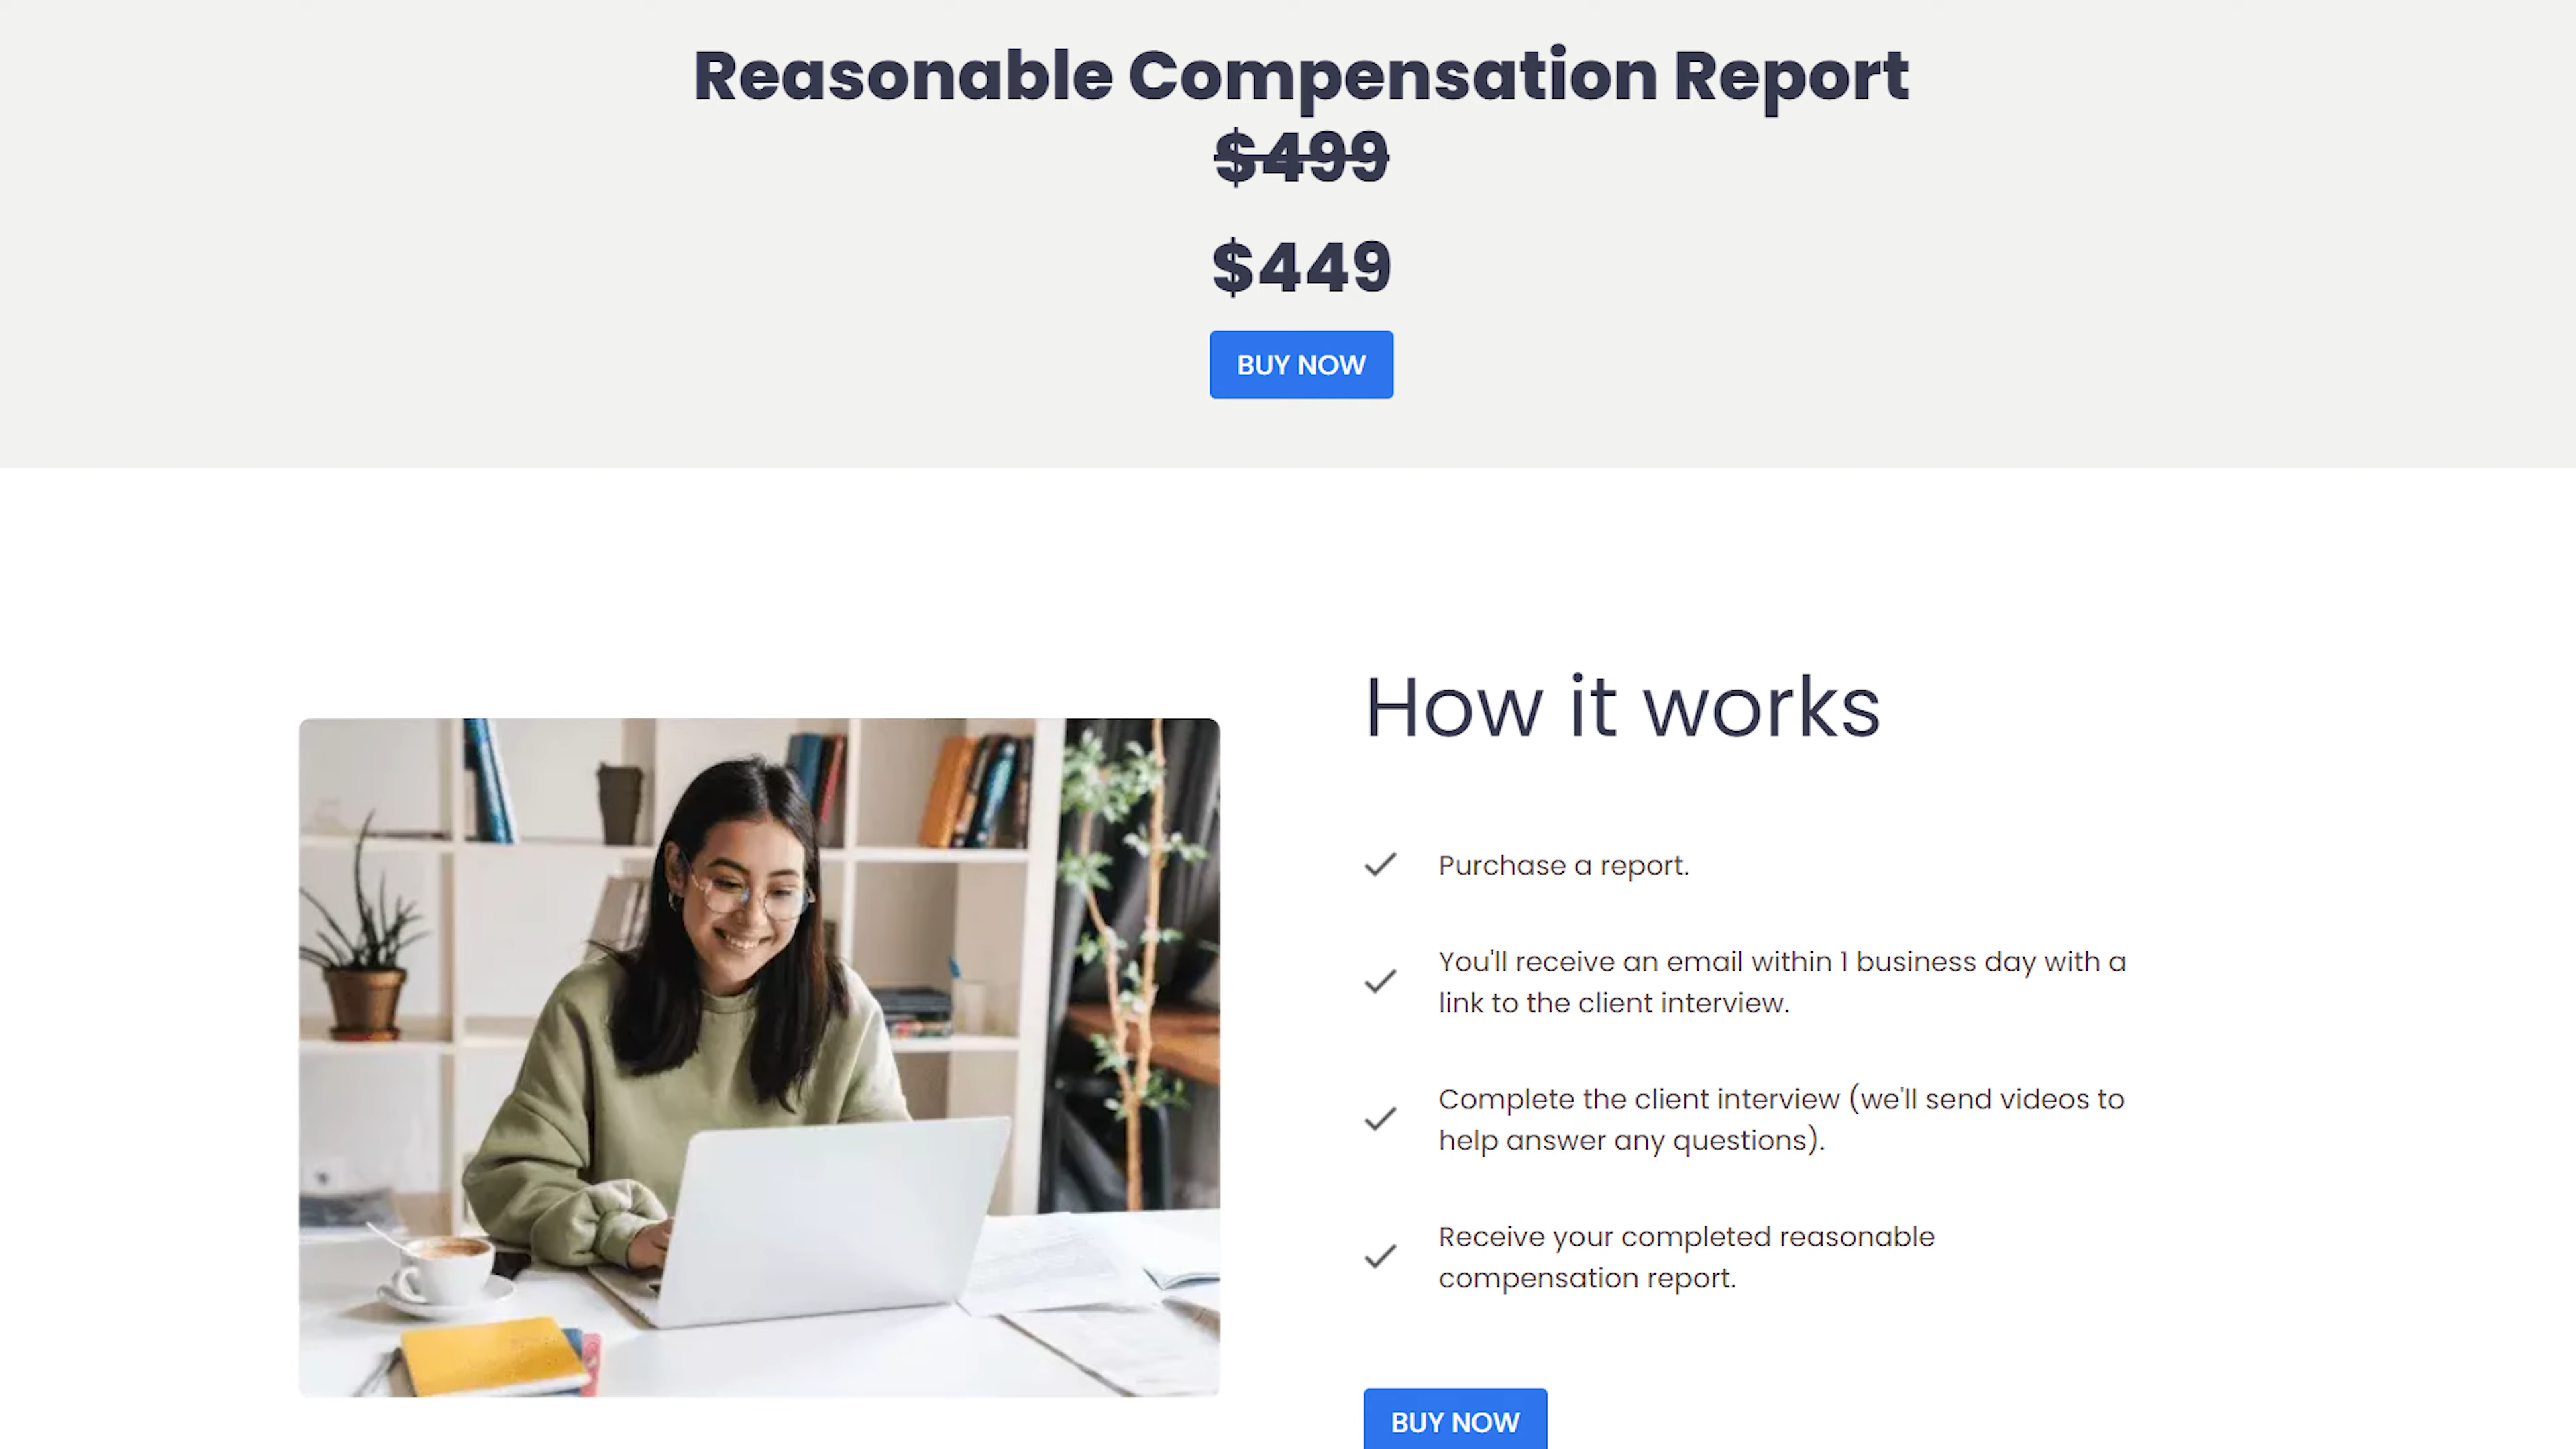 Reasonable Compensation Report
$499
$449
BUY NOW
How it works
Purchase a report.
You'll receive an email within 1 business day with a
link to the client interview.
Complete the client interview (we'll send videos to
help answer any questions).
Receive your completed reasonable
compensation report.
BUY NOW